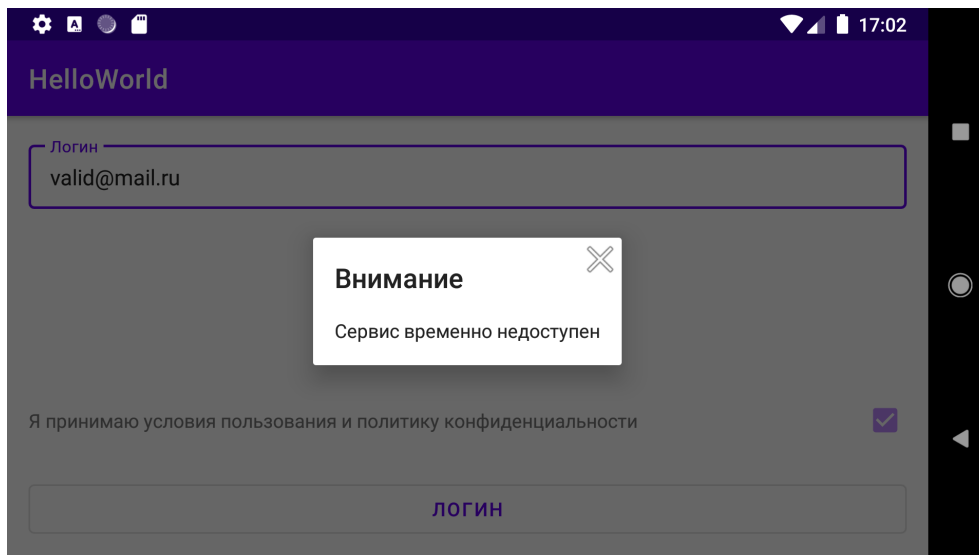 17:02
HelloWorld
Логин
valid@mail.ru
Внимание
Сервис временно недоступен
Я принимаю условия пользования и политику конфиденциальности
ЛОГИН